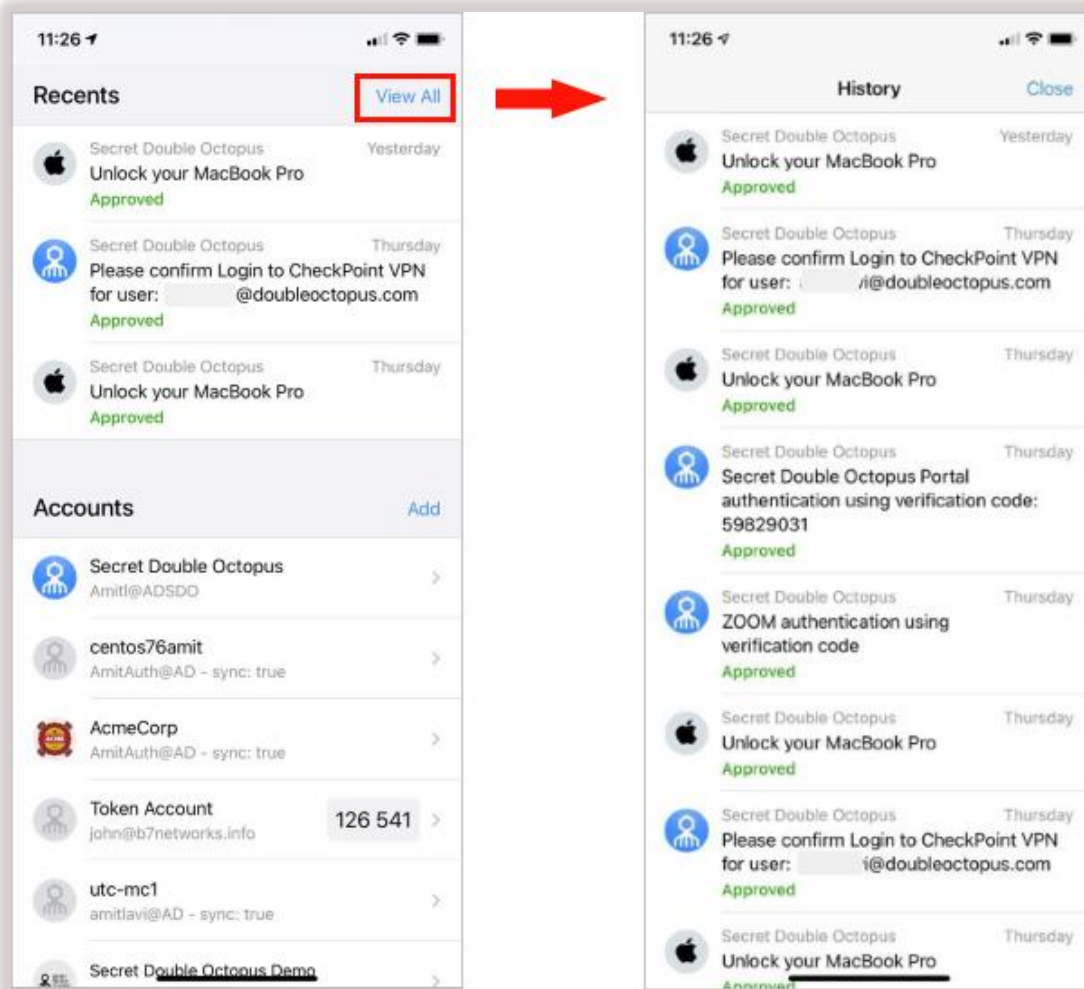 11:26
Recents
View All
Secret Double Octopus
Yesterday
Unlock your MacBook Pro
Approved
Secret Double Octopus
Thursday
Please confirm Login to CheckPoint VPN
for user: @doubleoctopus.com
Approved
Secret Double Octopus
Thursday
Unlock your MacBook Pro
Approved
Accounts
Add
Secret Double Octopus
Amitl@ADSDO
centos76amit
AmitAuth@AD - sync: true
AcmeCorp
AmitAuth@AD - sync: true
Token Account
126 541
john@b7networks.info
utc-mc1
amitlavi@AD - sync: true
Secret Double Octopus Demo
11:26
History
Close
Secret Double Octopus
Yesterday
Unlock your MacBook Pro
Approved
Secret Double Octopus
Thursday
Please confirm Login to CheckPoint VPN
for user: i@doubleoctopus.com
Approved
Secret Double Octopus
Thursday
Unlock your MacBook Pro
Approved
Secret Double Octopus
Thursday
Secret Double Octopus Portal
authentication using verification code:
59829031
Approved
Secret Double Octopus
Thursday
ZOOM authentication using
verification code
Approved
Secret Double Octopus
Thursday
Unlock your MacBook Pro
Approved
Secret Double Octopus
Thursday
Please confirm Login to CheckPoint VPN
for user: i@doubleoctopus.com
Approved
Secret Double Octopus
Thursday
Unlock your MacBook Pro
Approved